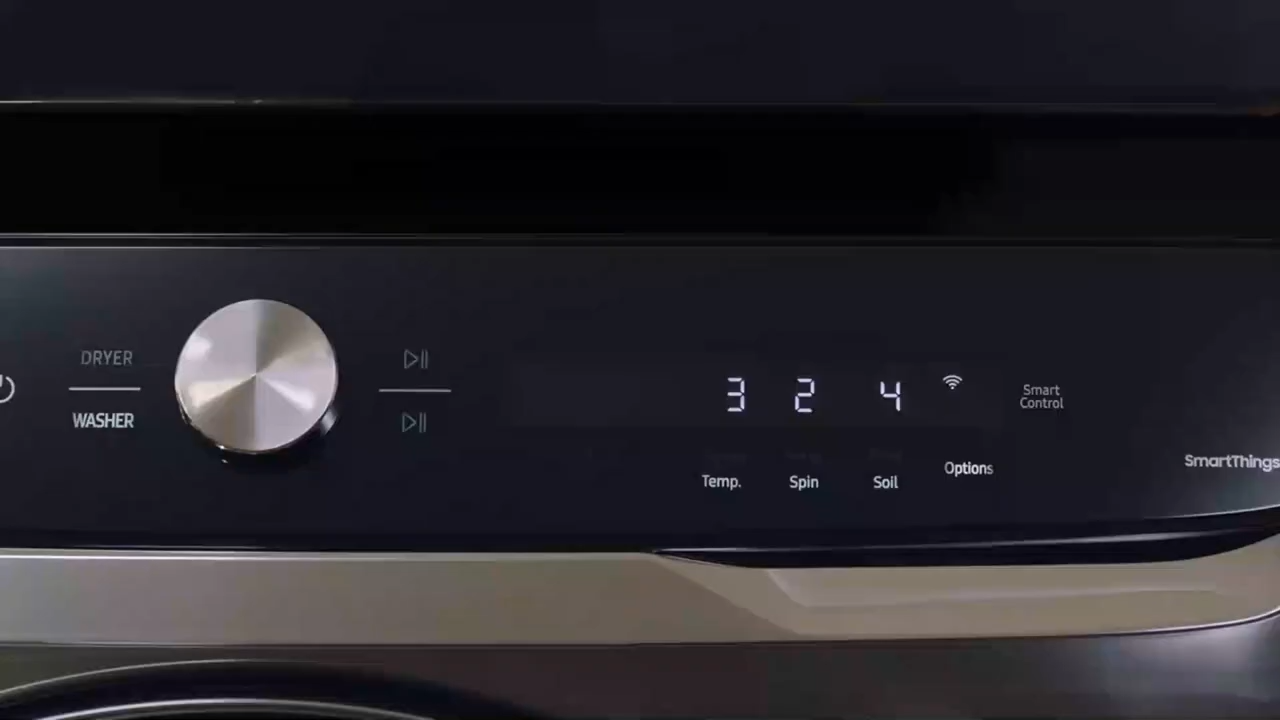 DRYER
WASHER
3 2 4
Smart
Control
Temp. Spin Soil Options
SmartThings